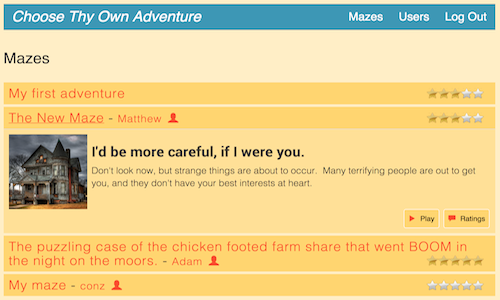 Choose Thy Own Adventure Mazes Users Log Out
Mazes
My first adventure
The New Maze - Matthew
I'd be more careful, if I were you.
Don't look now, but strange things are about to occur. Many terrifying people are out to get
you, and they don't have your best interests at heart.
Play Ratings
The puzzling case of the chicken footed farm share that went BOOM in
the night on the moors. - Adam
My maze - conz